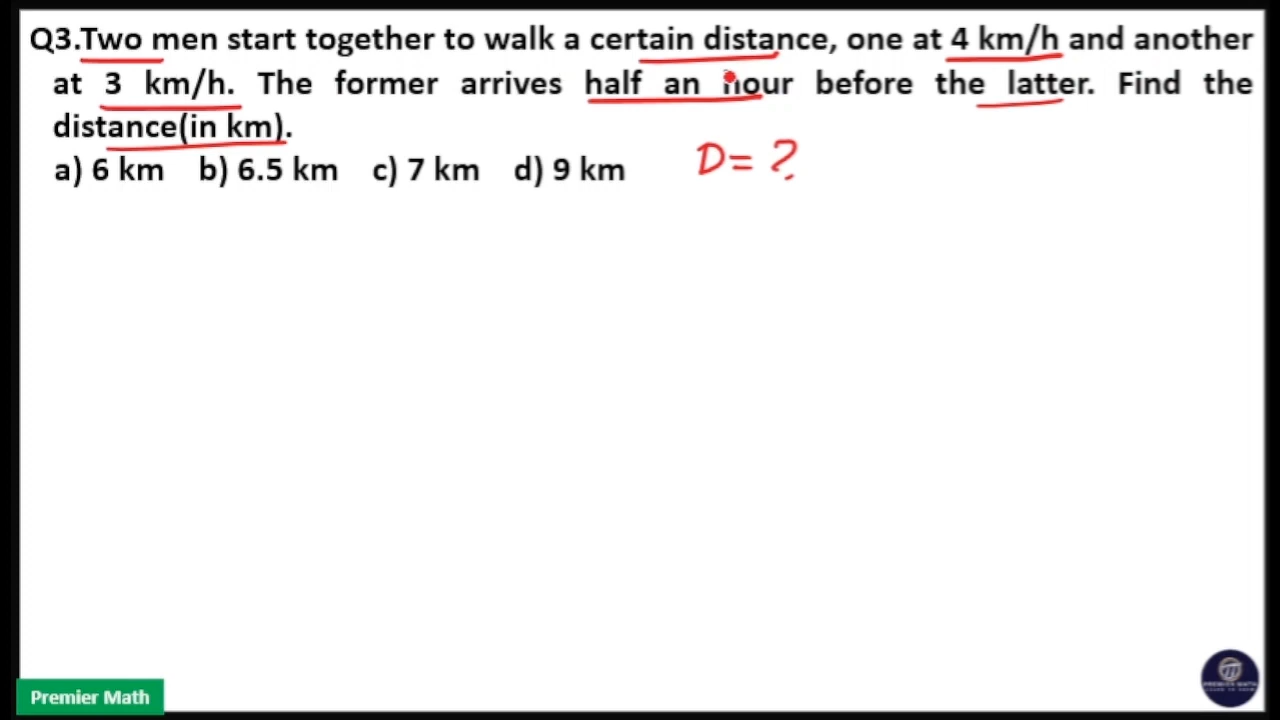 Q3.Two men start together to walk a certain distance, one at 4 km/h and another
at 3 km/h. The former arrives half an hour before the latter. Find the
distance(in km).
a) 6 km b) 6.5 km c) 7 km d) 9 km D= ?
Premier Math
PREMIER MATH